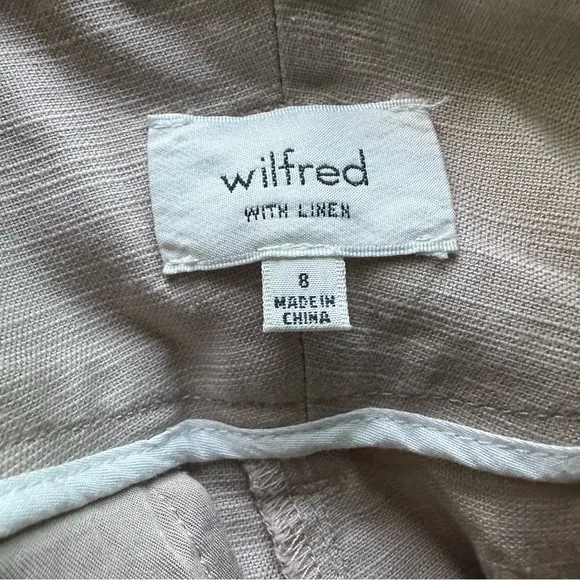 wilfred
WITH LINEN
8
MADE IN
CHINA